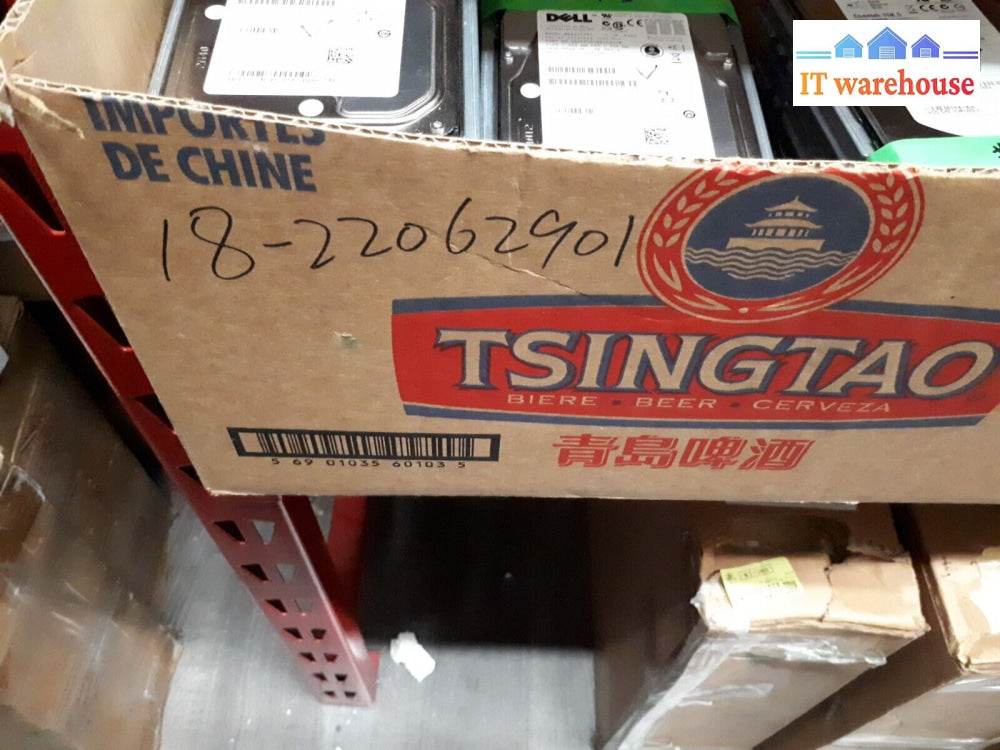 DELL
IT warehouse
IMPORTÉS
DE CHINE
18-22062901
TSINGTAO
BIERE • BEER • CERVEZA
青島啤酒
5 69 01035 60103 5